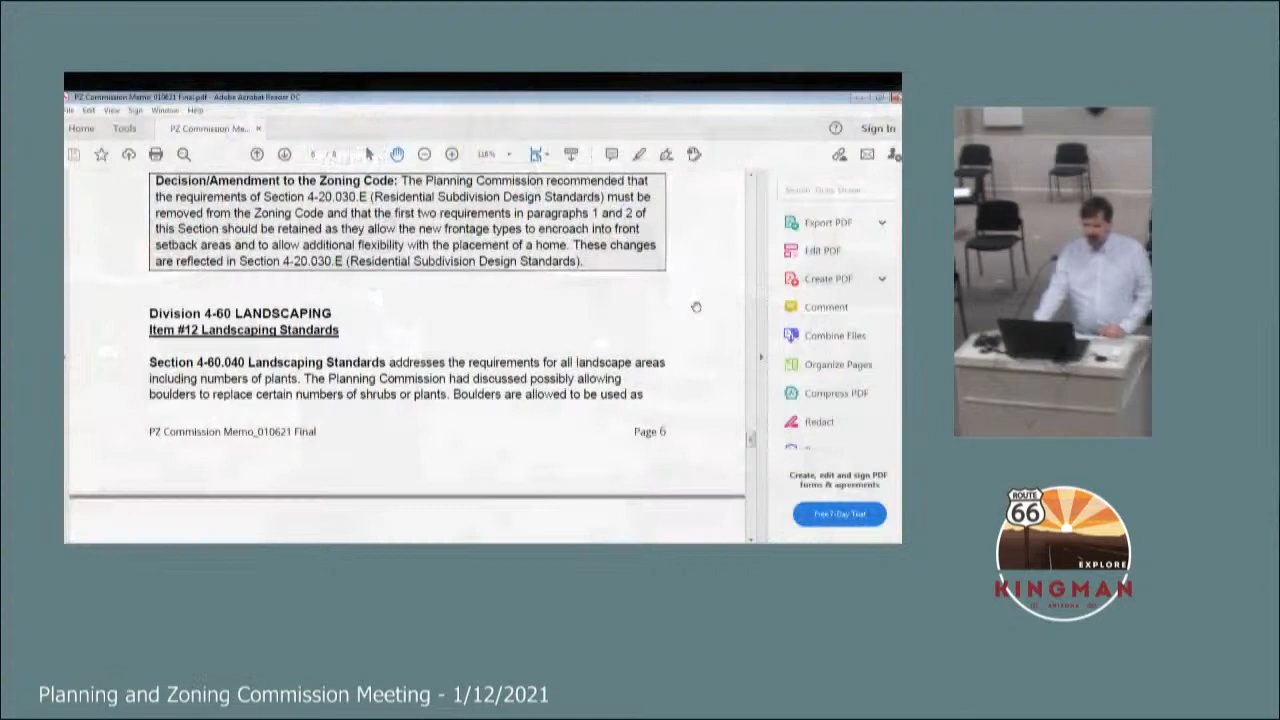 PZ Commission Memo_010621 Final.pdf - Adobe Acrobat Reader DC
File Edit View Sign Window Help
Home Tools PZ Commission Me... × Sign In
Decision/Amendment to the Zoning Code: The Planning Commission recommended that
the requirements of Section 4-20.030.E (Residential Subdivision Design Standards) must be
removed from the Zoning Code and that the first two requirements in paragraphs 1 and 2 of
this Section should be retained as they allow the new frontage types to encroach into front
setback areas and to allow additional flexibility with the placement of a home. These changes
are reflected in Section 4-20.030.E (Residential Subdivision Design Standards).
Division 4-60 LANDSCAPING
Item #12 Landscaping Standards
Section 4-60.040 Landscaping Standards addresses the requirements for all landscape areas
including numbers of plants. The Planning Commission had discussed possibly allowing
boulders to replace certain numbers of shrubs or plants. Boulders are allowed to be used as
PZ Commission Memo_010621 Final Page 6
Export PDF
Edit PDF
Create PDF
Comment
Combine Files
Organize Pages
Compress PDF
Redact
Create, edit and sign PDF
forms & agreements
Free 7-Day Trial
ROUTE
66
EXPLORE
KINGMAN
ARIZONA
Planning and Zoning Commission Meeting - 1/12/2021